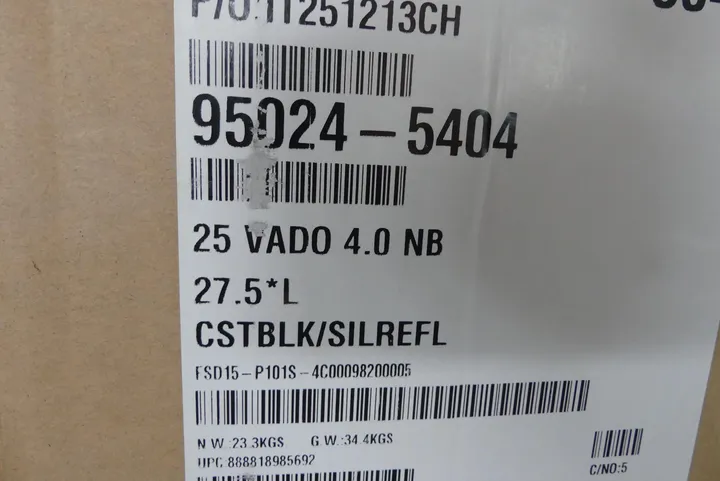 P/O:1T251213CH
95024-5404
25 VADO 4.0 NB
27.5*L
CSTBLK/SILREFL
FSD15-P101S-4C00098200005
N.W.:23.3KGS G.W.:34.4KGS
UPC:888818985692
C/NO:5